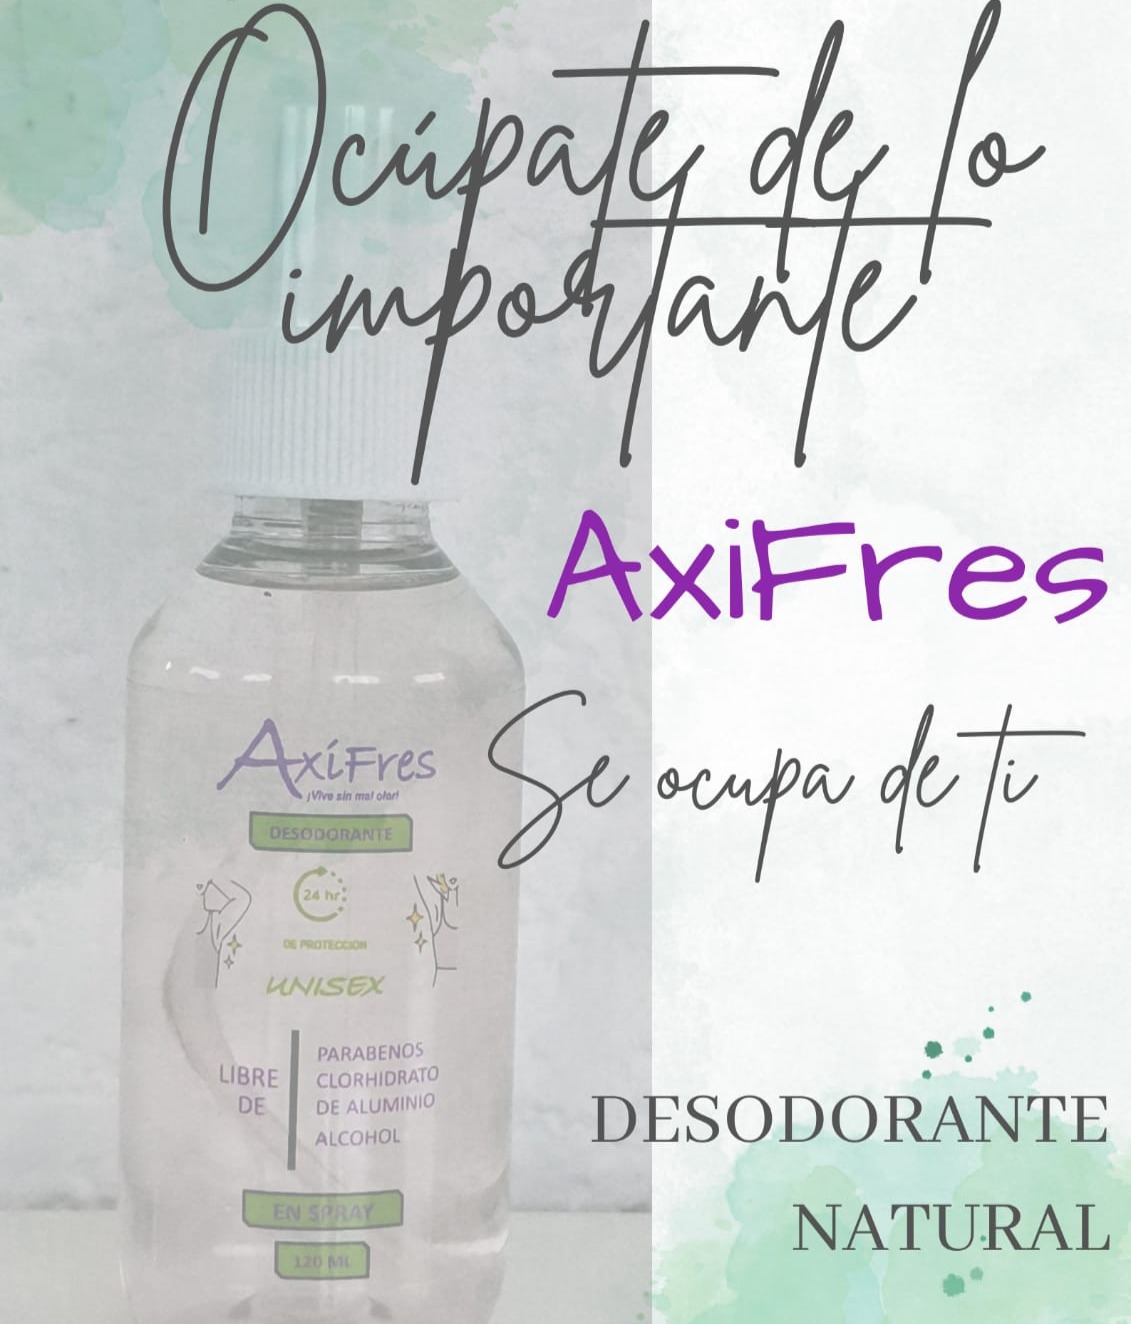 Ocúpate de lo
importante
AxiFres
Se ocupa de ti
DESODORANTE
NATURAL
AxiFres
¡Vive sin mal olor!
DESODORANTE
24 hr
DE PROTECCION
UNISEX
LIBRE
DE
PARABENOS
CLORHIDRATO
DE ALUMINIO
ALCOHOL
EN SPRAY
120 ML